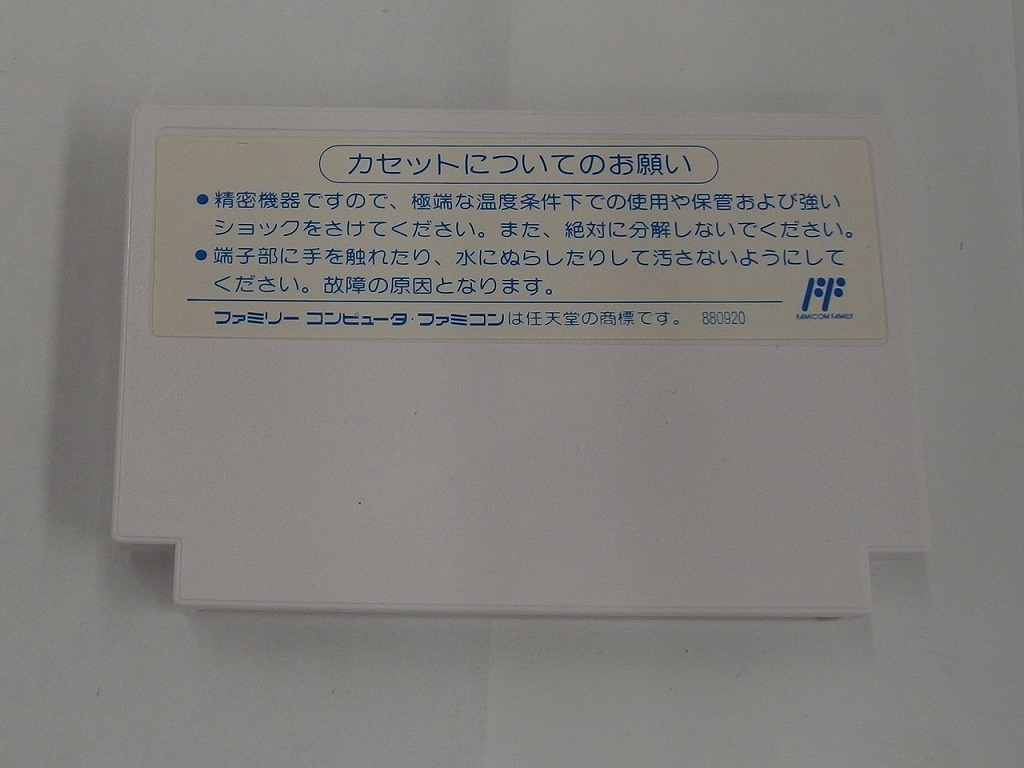 カセットについてのお願い
●精密機器ですので、極端な温度条件下での使用や保管および強い
ショックをさけてください。また、絶対に分解しないでください。
●端子部に手を触れたり、水にぬらしたりして汚さないようにして
ください。故障の原因となります。
FAMICOM FAMILY
ファミリー コンピュータ・ファミコンは任天堂の商標です。 880920